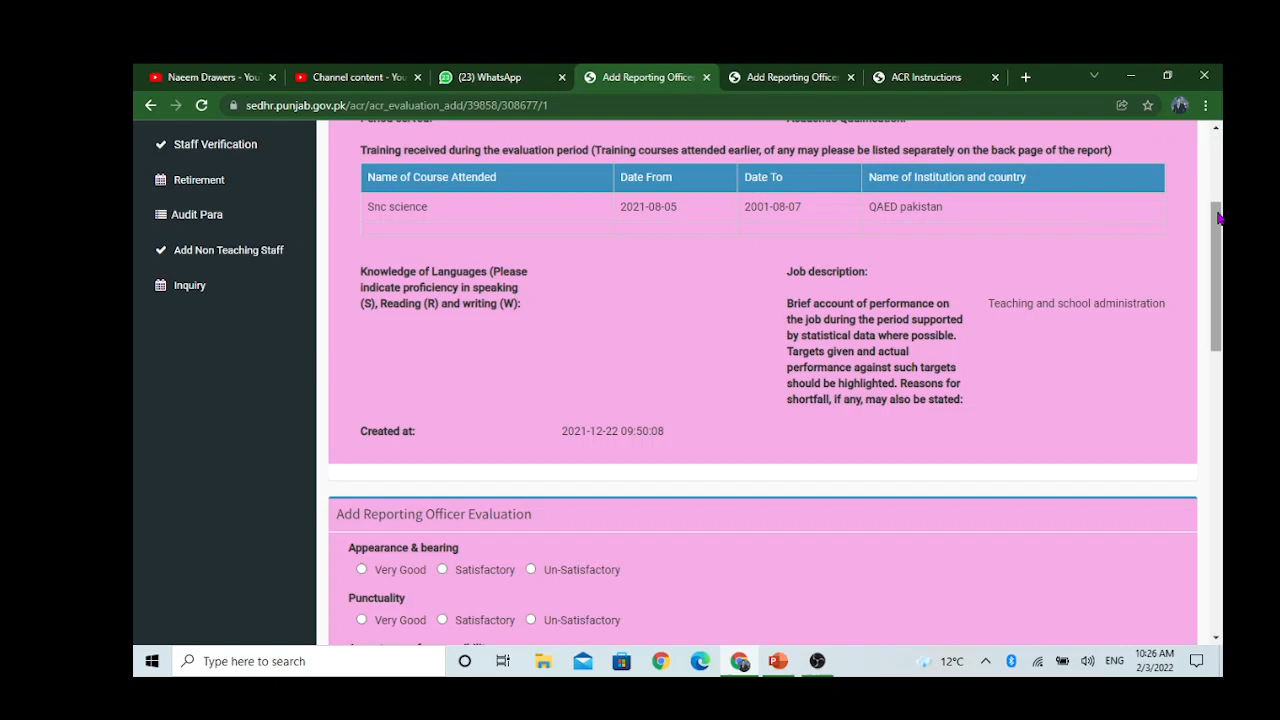 Naeem Drawers - You
Channel content - You
(23) WhatsApp
Add Reporting Office
Add Reporting Office
ACR Instructions
sedhr.punjab.gov.pk/acr/acr_evaluation_add/39858/308677/1
Staff Verification
Retirement
Audit Para
Add Non Teaching Staff
Inquiry
Training received during the evaluation period (Training courses attended earlier, of any may please be listed separately on the back page of the report)
Name of Course Attended Date From Date To Name of Institution and country
Snc science 2021-08-05 2001-08-07 QAED pakistan
Knowledge of Languages (Please
indicate proficiency in speaking
(S), Reading (R) and writing (W):
Job description:
Brief account of performance on
the job during the period supported
by statistical data where possible.
Targets given and actual
performance against such targets
should be highlighted. Reasons for
shortfall, if any, may also be stated:
Teaching and school administration
Created at: 2021-12-22 09:50:08
Add Reporting Officer Evaluation
Appearance & bearing
Very Good Satisfactory Un-Satisfactory
Punctuality
Very Good Satisfactory Un-Satisfactory
Type here to search
12°C
ENG
10:26 AM
2/3/2022